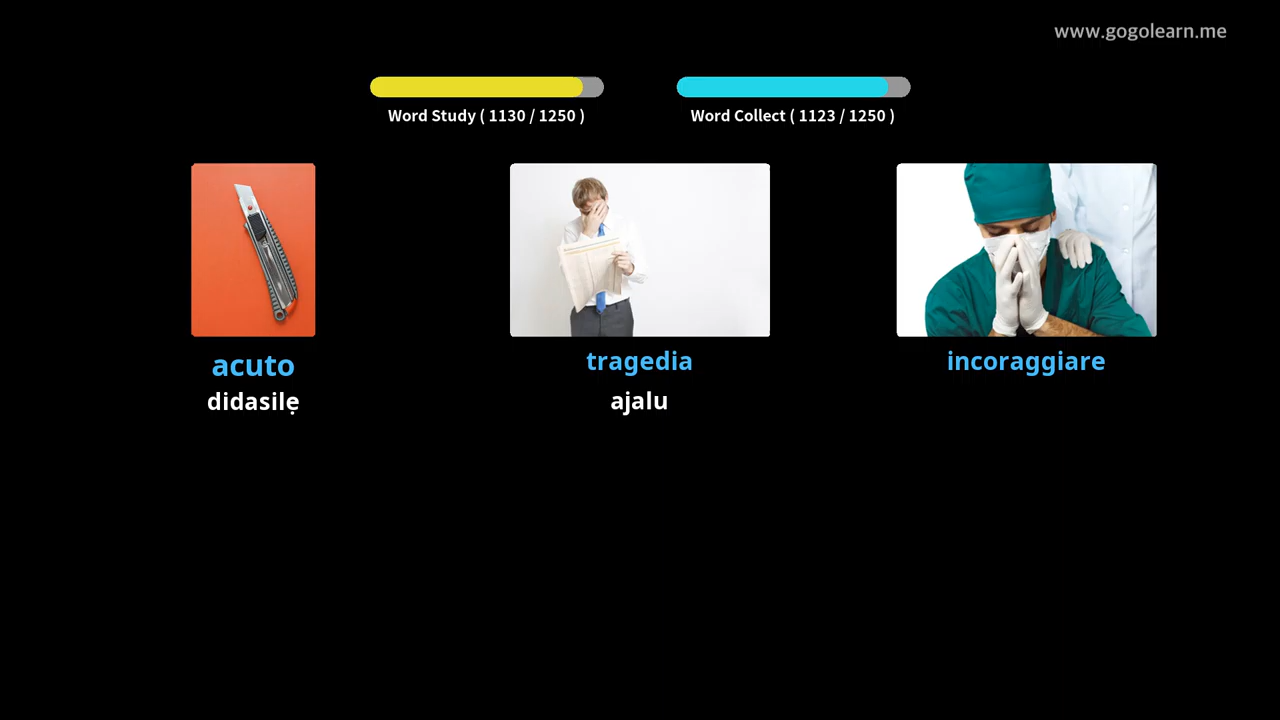 www.gogolearn.me
Word Study ( 1130 / 1250 )
Word Collect ( 1123 / 1250 )
acuto
didasilẹ
tragedia
ajalu
incoraggiare